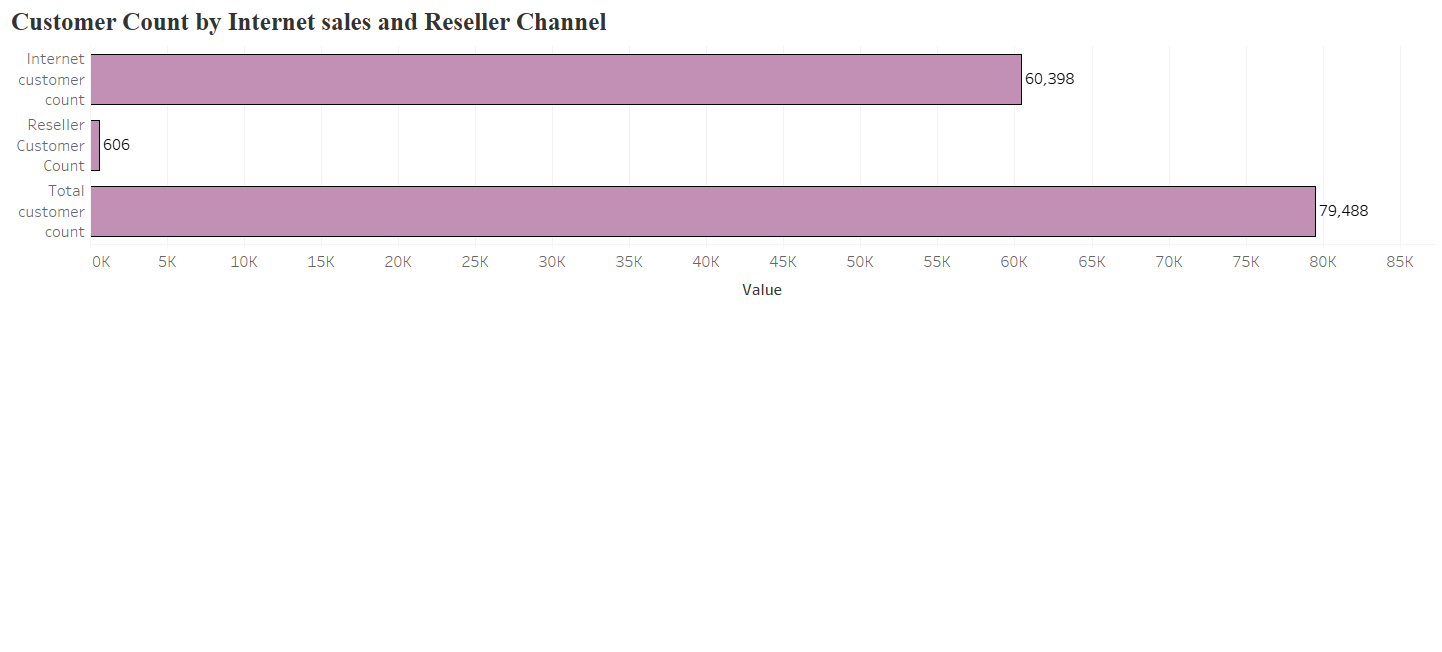 Customer Count by Internet sales and Reseller Channel
Internet
customer
count
60,398
Reseller
Customer
Count
606
Total
customer
count
79,488
0K 5K 10K 15K 20K 25K 30K 35K 40K 45K 50K 55K 60K 65K 70K 75K 80K 85K
Value